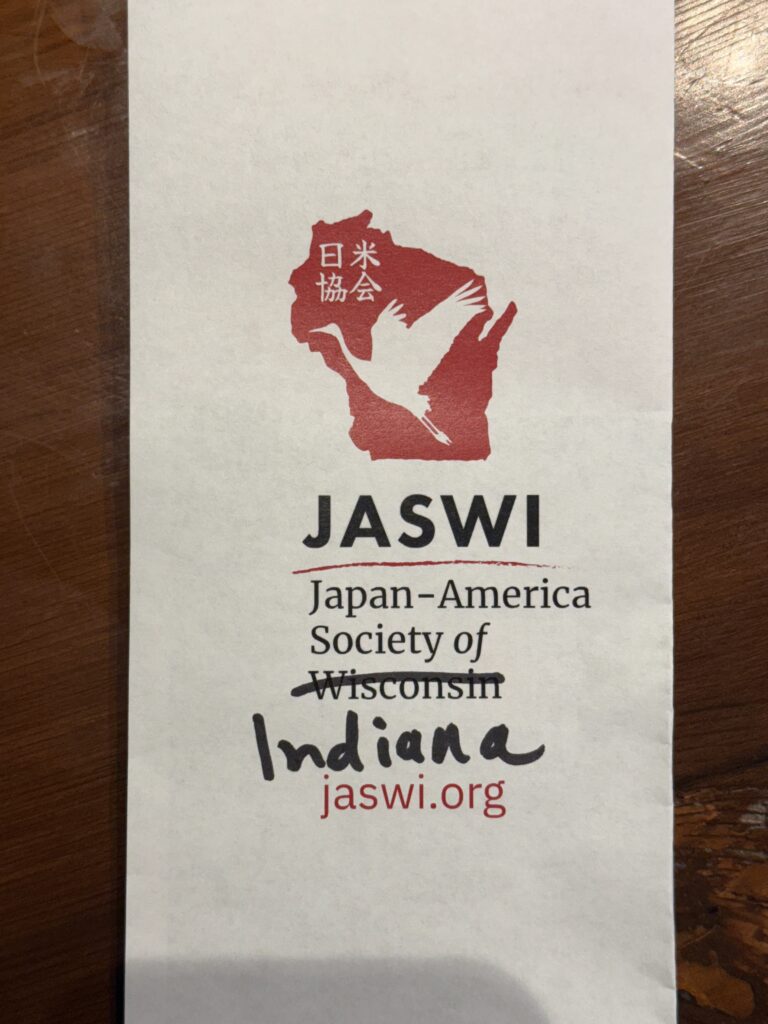 日米
協会
JASWI
Japan-America
Society of
Wisconsin
Indiana
jaswi.org